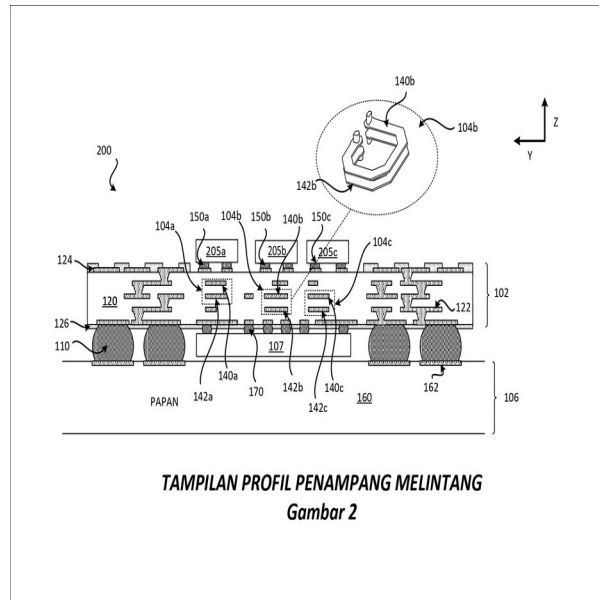 140b
104b
Z
Y
142b
200
150a
104b
150b
140b
150c
104a
205a
205b
205c
104c
124
120
122
102
126
110
107
142a
140a
170
142b
142c
140c
162
PAPAN
160
106
TAMPILAN PROFIL PENAMPANG MELINTANG
Gambar 2